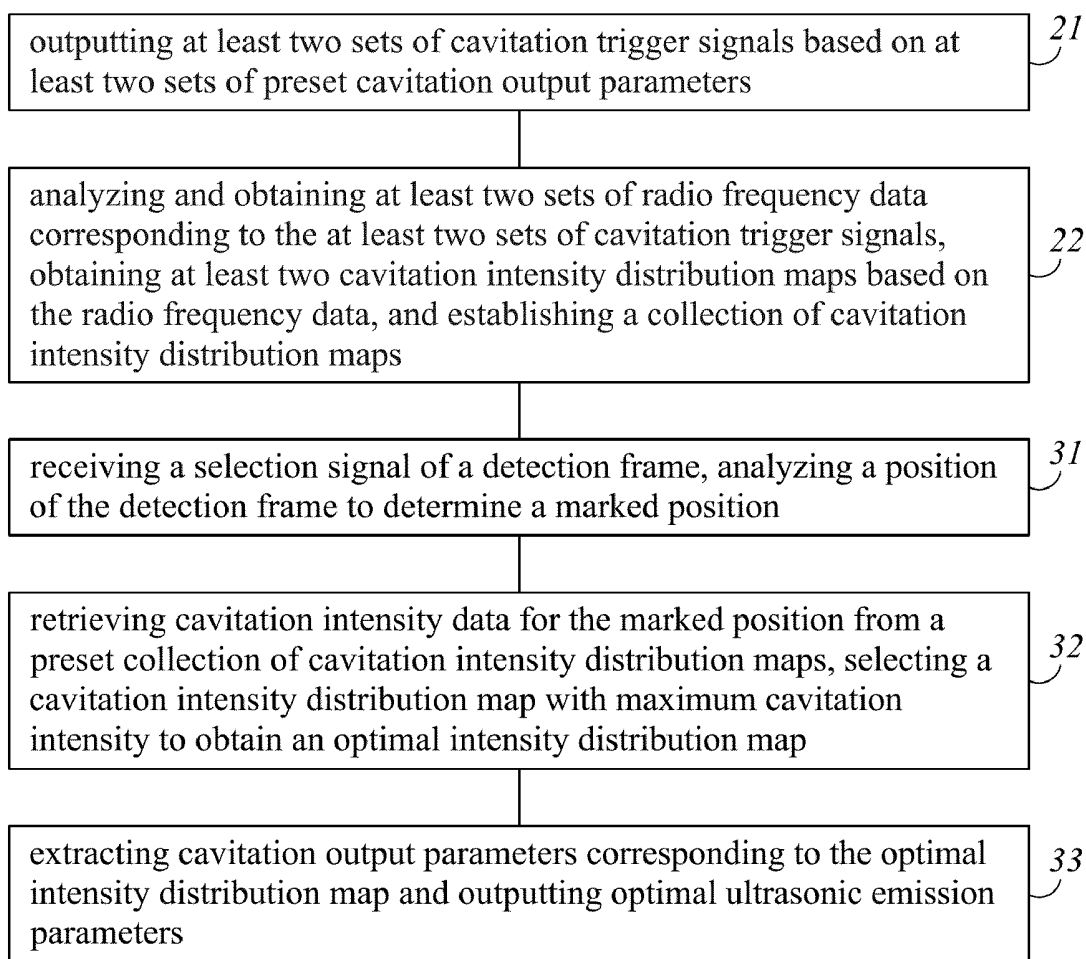 outputting at least two sets of cavitation trigger signals based on at
least two sets of preset cavitation output parameters
21
analyzing and obtaining at least two sets of radio frequency data
corresponding to the at least two sets of cavitation trigger signals,
obtaining at least two cavitation intensity distribution maps based on
the radio frequency data, and establishing a collection of cavitation
intensity distribution maps
22
receiving a selection signal of a detection frame, analyzing a position
of the detection frame to determine a marked position
31
retrieving cavitation intensity data for the marked position from a
preset collection of cavitation intensity distribution maps, selecting a
cavitation intensity distribution map with maximum cavitation
intensity to obtain an optimal intensity distribution map
32
extracting cavitation output parameters corresponding to the optimal
intensity distribution map and outputting optimal ultrasonic emission
parameters
33